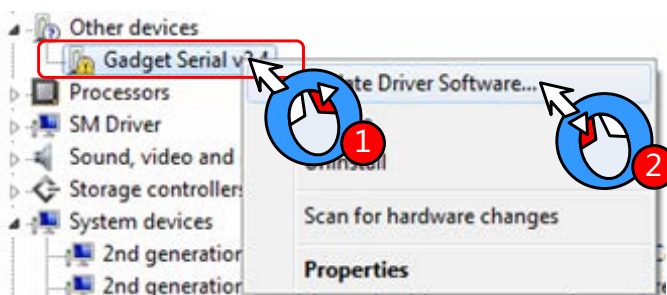 Other devices
Gadget Serial v2.4
Update Driver Software...
Processors
1
2
SM Driver
Sound, video and
Uninstall
Storage controllers
System devices
Scan for hardware changes
2nd generation
Properties
2nd generation